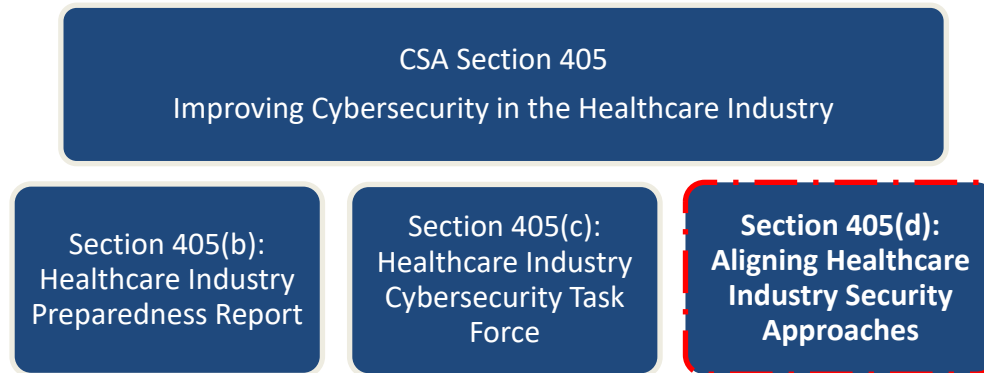 CSA Section 405
Improving Cybersecurity in the Healthcare Industry
Section 405(b):
Healthcare Industry
Preparedness Report
Section 405(c):
Healthcare Industry
Cybersecurity Task
Force
Section 405(d):
Aligning Healthcare
Industry Security
Approaches